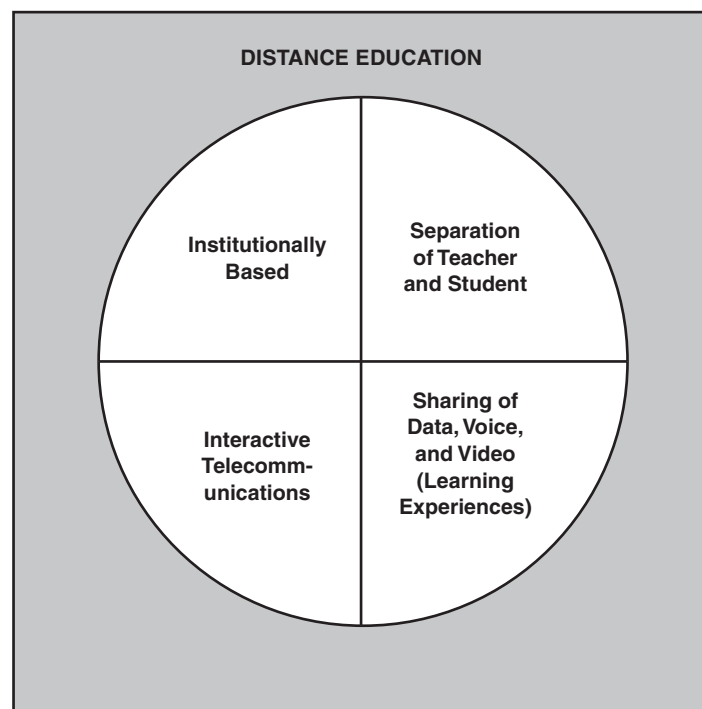 DISTANCE EDUCATION
Institutionally
Based
Separation
of Teacher
and Student
Interactive
Telecomm-
unications
Sharing of
Data, Voice,
and Video
(Learning
Experiences)